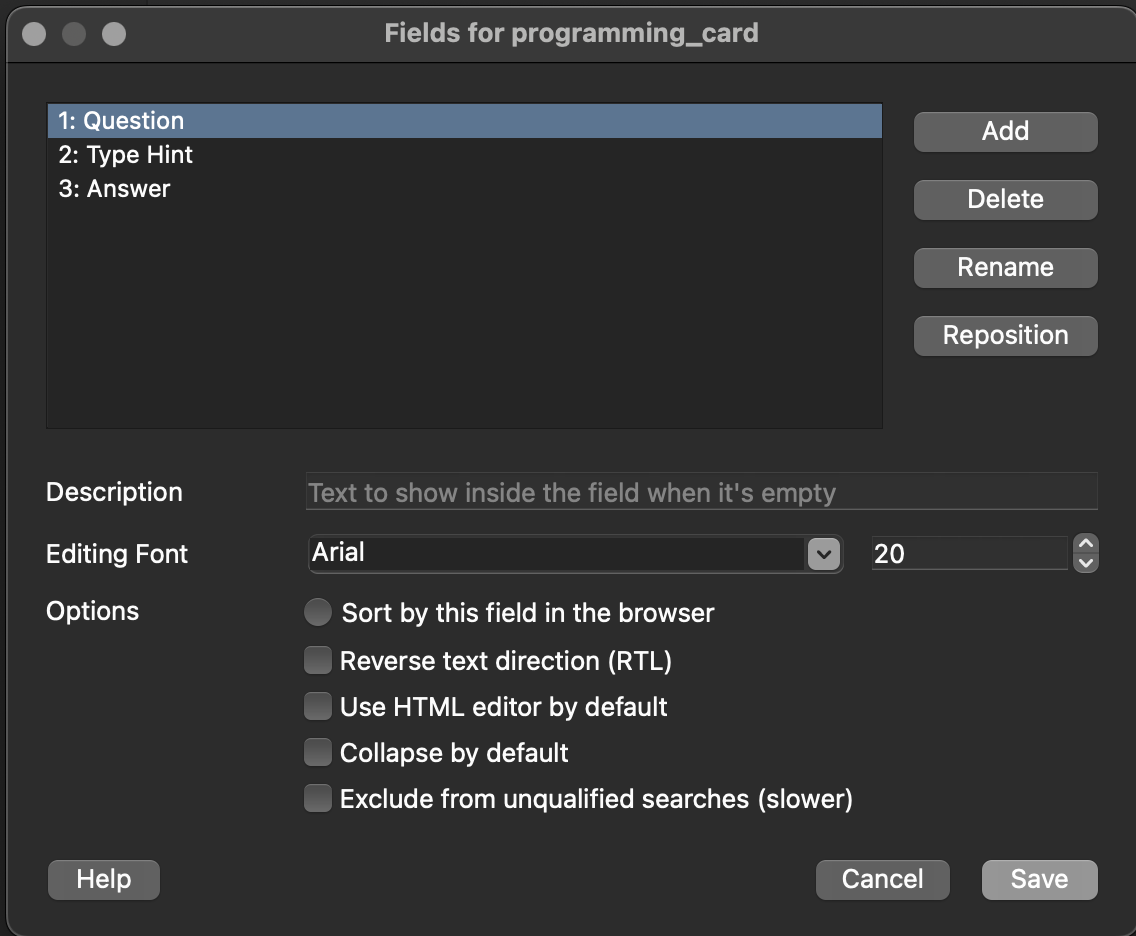 Fields for programming_card
1: Question
2: Type Hint
3: Answer
Add
Delete
Rename
Reposition
Description
Text to show inside the field when it's empty
Editing Font
Arial
20
Options
Sort by this field in the browser
Reverse text direction (RTL)
Use HTML editor by default
Collapse by default
Exclude from unqualified searches (slower)
Help
Cancel
Save